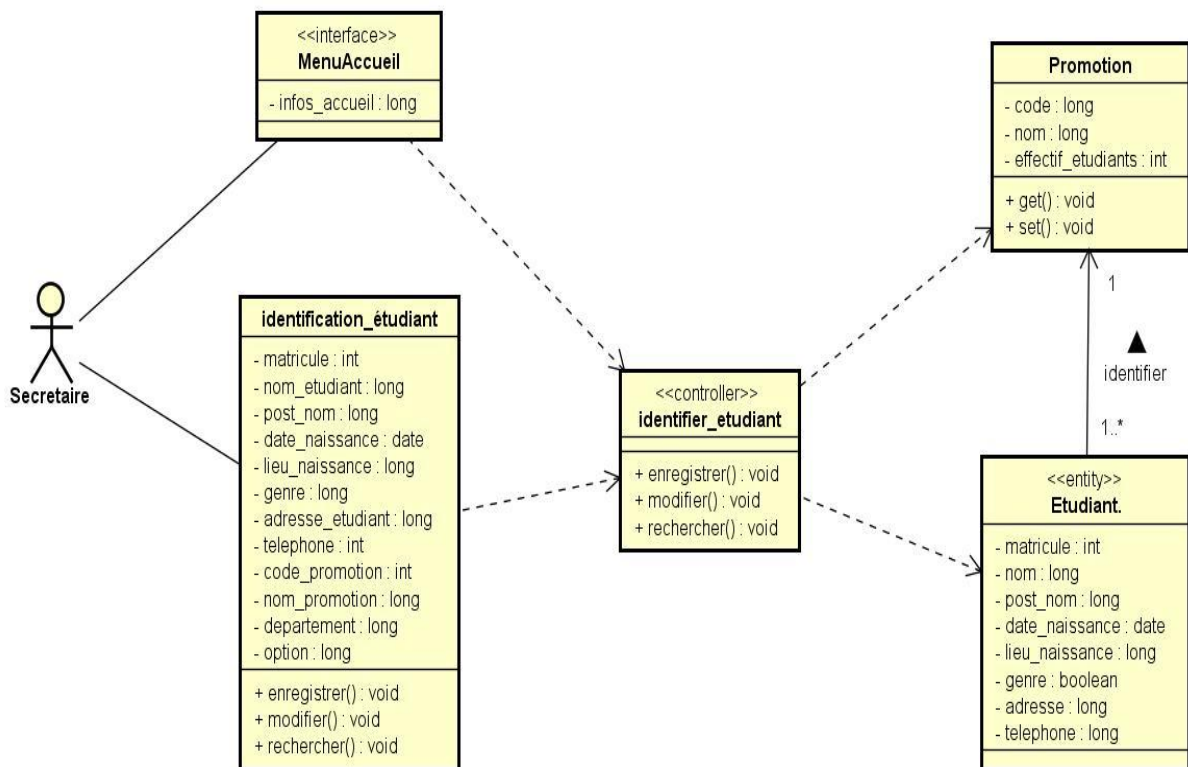 <<interface>>
MenuAccueil
- infos_accueil : long
Promotion
- code : long
- nom : long
- effectif_etudiants : int
+ get() : void
+ set() : void
Secretaire
identification_étudiant
- matricule : int
- nom_etudiant : long
- post_nom : long
- date_naissance : date
- lieu_naissance : long
- genre : long
- adresse_etudiant : long
- telephone : int
- code_promotion : int
- nom_promotion : long
- departement : long
- option : long
+ enregistrer() : void
+ modifier() : void
+ rechercher() : void
<<controller>>
identifier_etudiant
+ enregistrer() : void
+ modifier() : void
+ rechercher() : void
1
identifier
1..*
<<entity>>
Etudiant.
- matricule : int
- nom : long
- post_nom : long
- date_naissance : date
- lieu_naissance : long
- genre : boolean
- adresse : long
- telephone : long